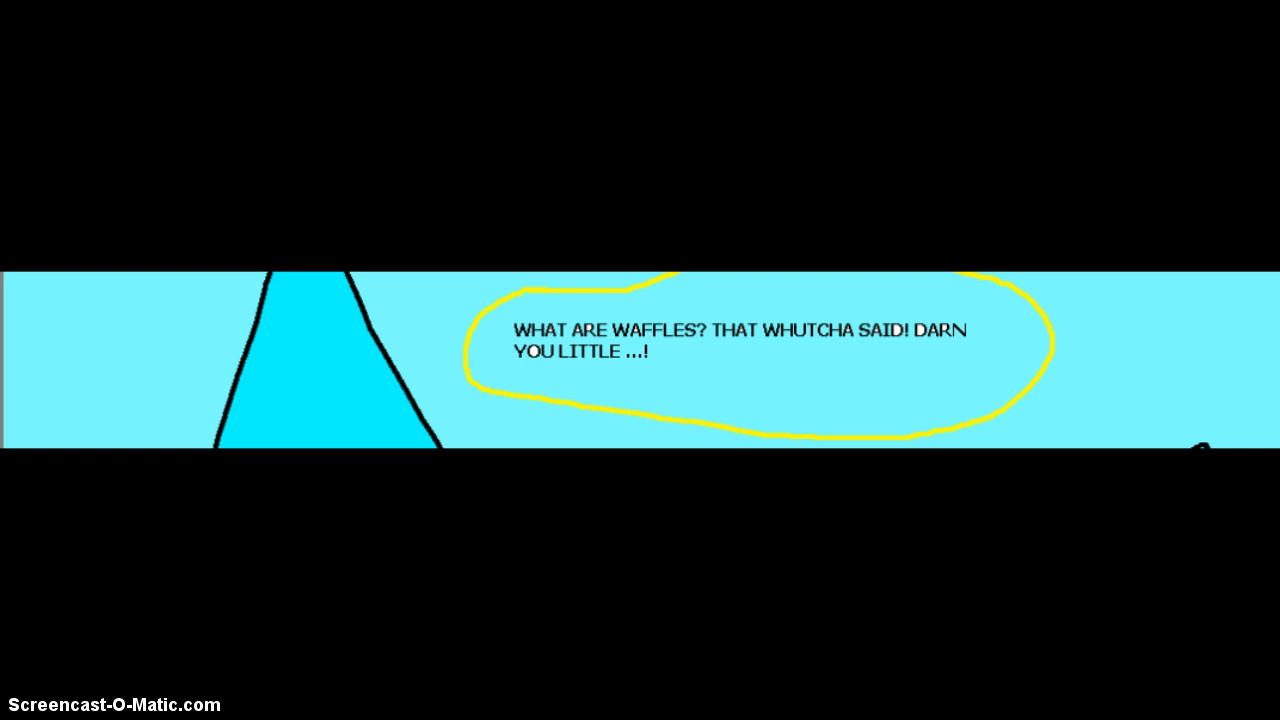 WHAT ARE WAFFLES? THAT WHUTCHA SAID! DARN
YOU LITTLE ...!
Screencast-O-Matic.com